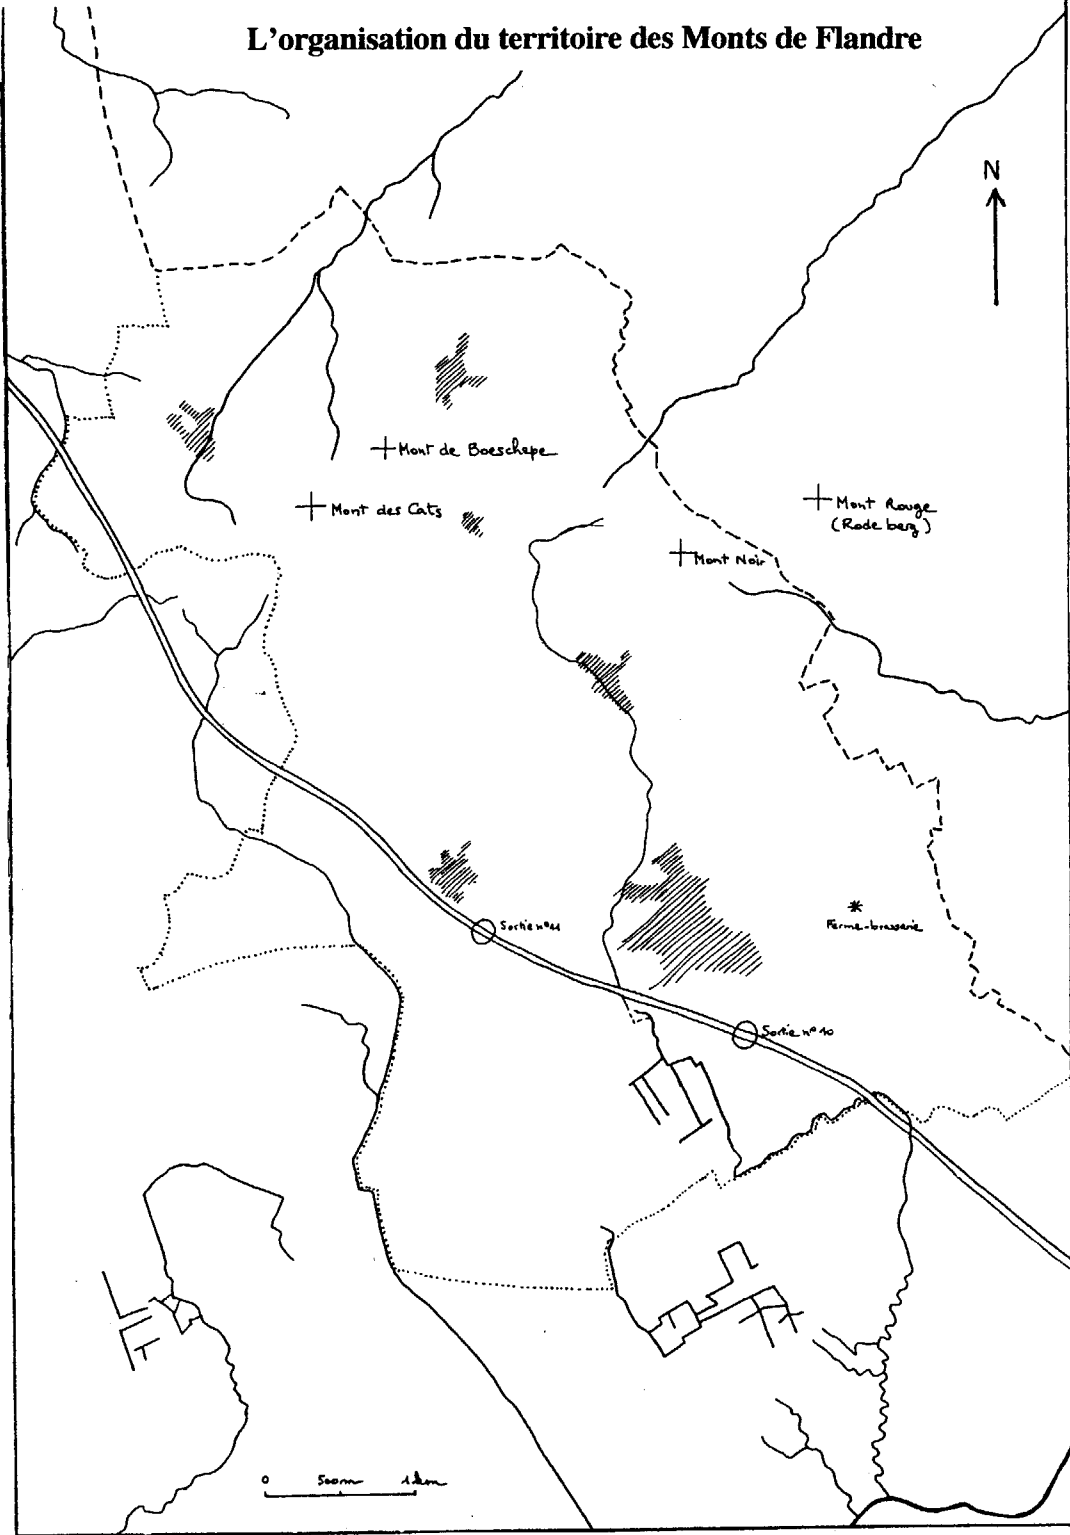 L'organisation du territoire des Monts de Flandre
N
Mont de Boeschepe
Mont des Cats
Mont Rouge
(Rode berg)
Mont Noir
Ferme-brasserie
Sortie n° 11
Sortie n° 10
0 500m 1km